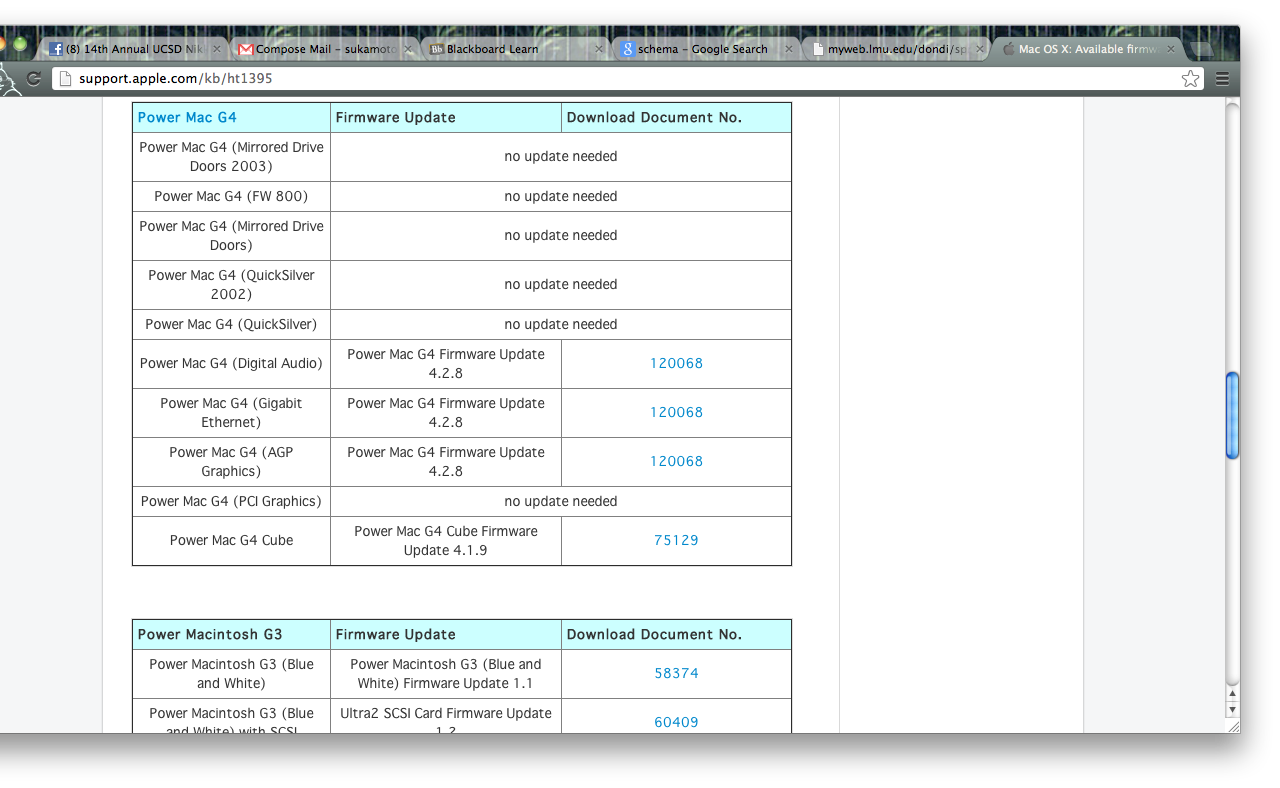 (8) 14th Annual UCSD Nik
Compose Mail – sukamoto
Bb Blackboard Learn
schema – Google Search
myweb.lmu.edu/dondi/sp
Mac OS X: Available firmw
support.apple.com/kb/ht1395
Power Mac G4 Firmware Update Download Document No.
Power Mac G4 (Mirrored Drive
Doors 2003)
no update needed
Power Mac G4 (FW 800) no update needed
Power Mac G4 (Mirrored Drive
Doors)
no update needed
Power Mac G4 (QuickSilver
2002)
no update needed
Power Mac G4 (QuickSilver) no update needed
Power Mac G4 (Digital Audio)
Power Mac G4 Firmware Update
4.2.8
120068
Power Mac G4 (Gigabit
Ethernet)
Power Mac G4 Firmware Update
4.2.8
120068
Power Mac G4 (AGP
Graphics)
Power Mac G4 Firmware Update
4.2.8
120068
Power Mac G4 (PCI Graphics) no update needed
Power Mac G4 Cube
Power Mac G4 Cube Firmware
Update 4.1.9
75129
Power Macintosh G3 Firmware Update Download Document No.
Power Macintosh G3 (Blue
and White)
Power Macintosh G3 (Blue and
White) Firmware Update 1.1
58374
Power Macintosh G3 (Blue
and White) with SCSI
Ultra2 SCSI Card Firmware Update
1.2
60409